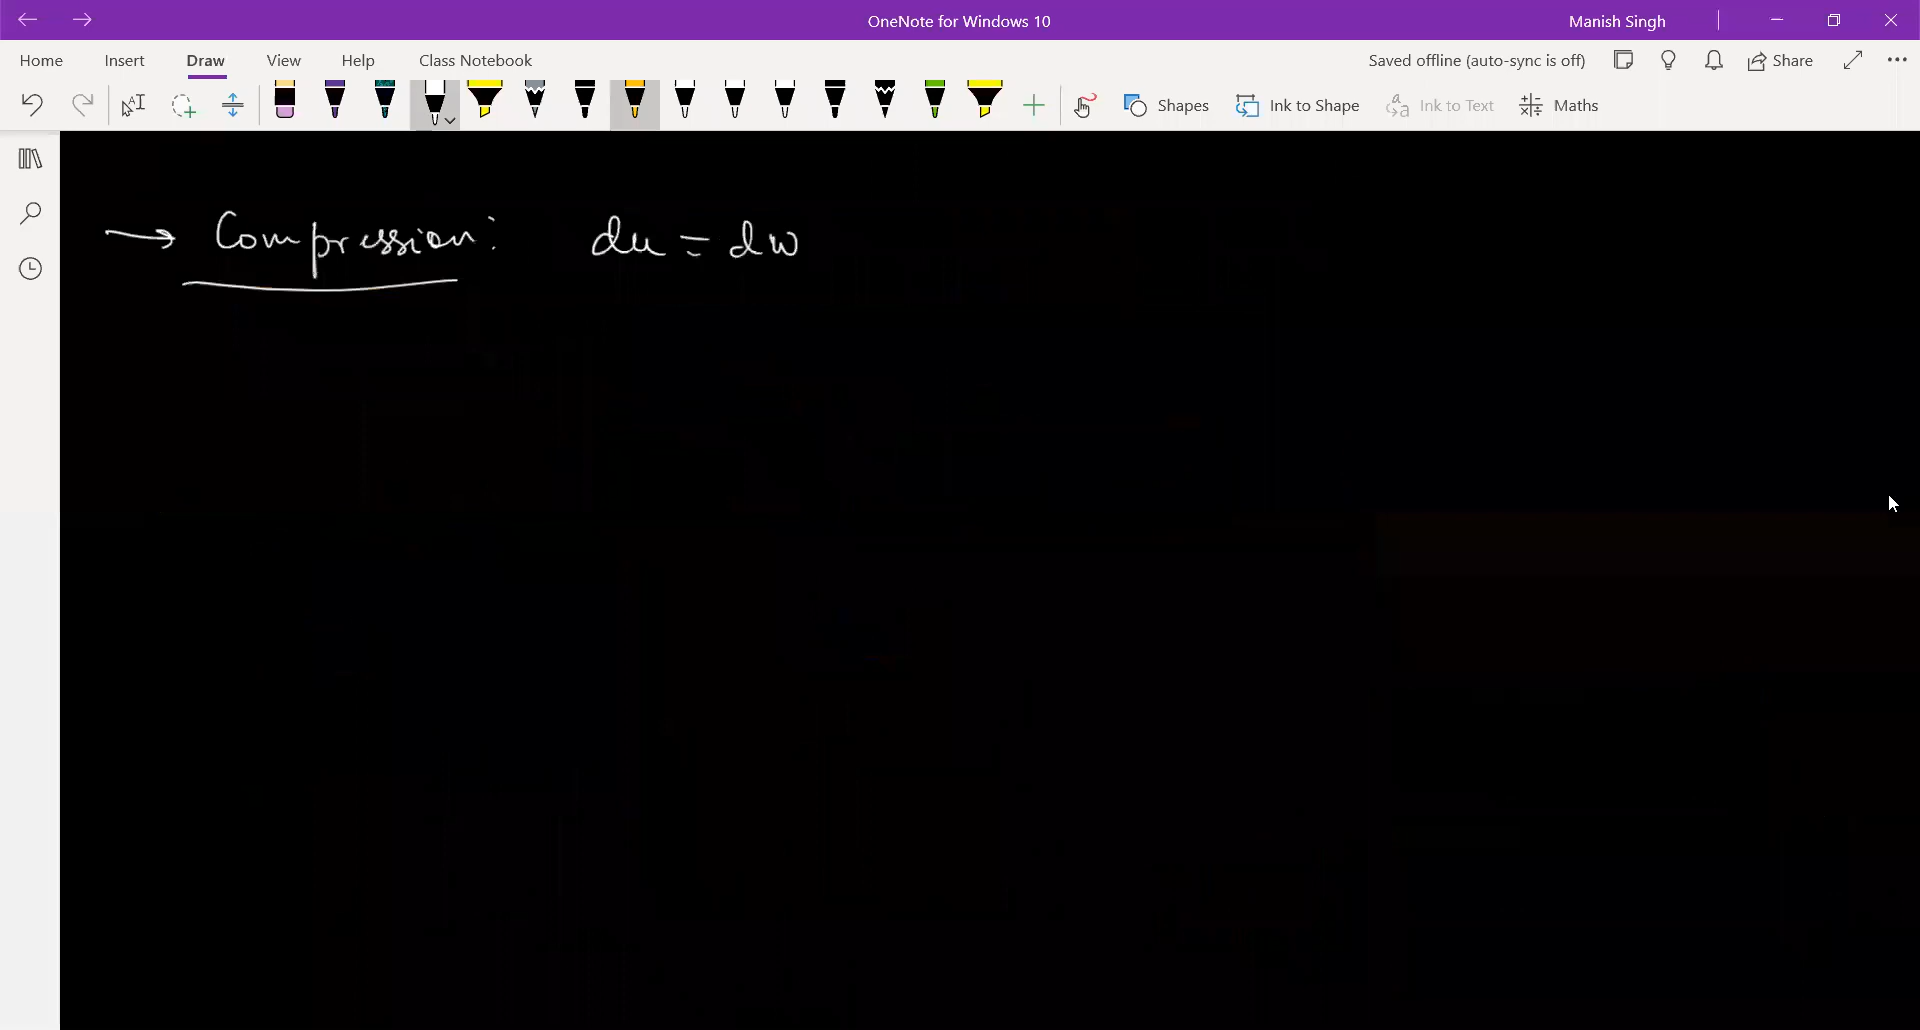 OneNote for Windows 10
Manish Singh
Home Insert Draw View Help Class Notebook
Saved offline (auto-sync is off) Share
Shapes Ink to Shape Ink to Text Maths
→ Compression: du = dw